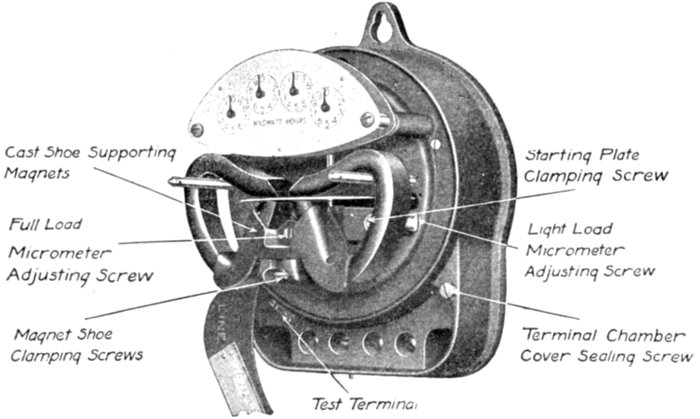 KILOWATT HOURS
Cast Shoe Supporting
Magnets
Full Load
Micrometer
Adjusting Screw
Magnet Shoe
Clamping Screws
Starting Plate
Clamping Screw
Light Load
Micrometer
Adjusting Screw
Terminal Chamber
Cover Sealing Screw
LINE
Test Terminal